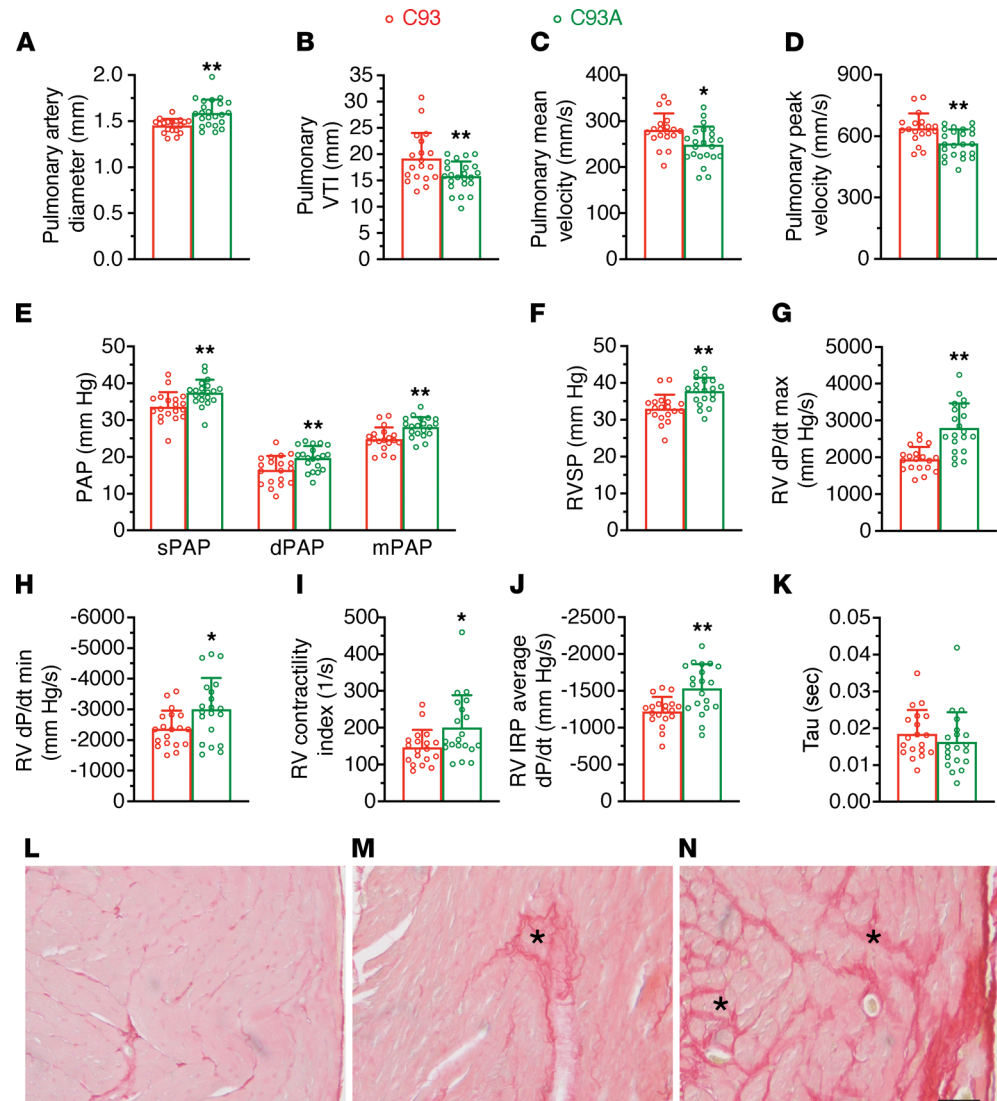 C93 C93A
A B C D
Pulmonary artery
diameter (mm)
2.0
1.5
1.0
0.5
0.0
**
Pulmonary
VTI (mm)
35
30
25
20
15
10
5
0
**
Pulmonary mean
velocity (mm/s)
400
300
200
100
0
*
Pulmonary peak
velocity (mm/s)
900
600
300
0
**
E F G
PAP (mm Hg)
50
40
30
20
10
0
** ** **
sPAP dPAP mPAP
RVSP (mm Hg)
50
40
30
20
10
0
**
RV dP/dt max
(mm Hg/s)
5000
4000
3000
2000
1000
0
**
H I J K
RV dP/dt min
(mm Hg/s)
-6000
-5000
-4000
-3000
-2000
-1000
0
*
RV contractility
index (1/s)
500
400
300
200
100
0
*
RV IRP average
dP/dt (mm Hg/s)
-2500
-2000
-1500
-1000
-500
0
**
Tau (sec)
0.05
0.04
0.03
0.02
0.01
0.00
L M N
*
*
*